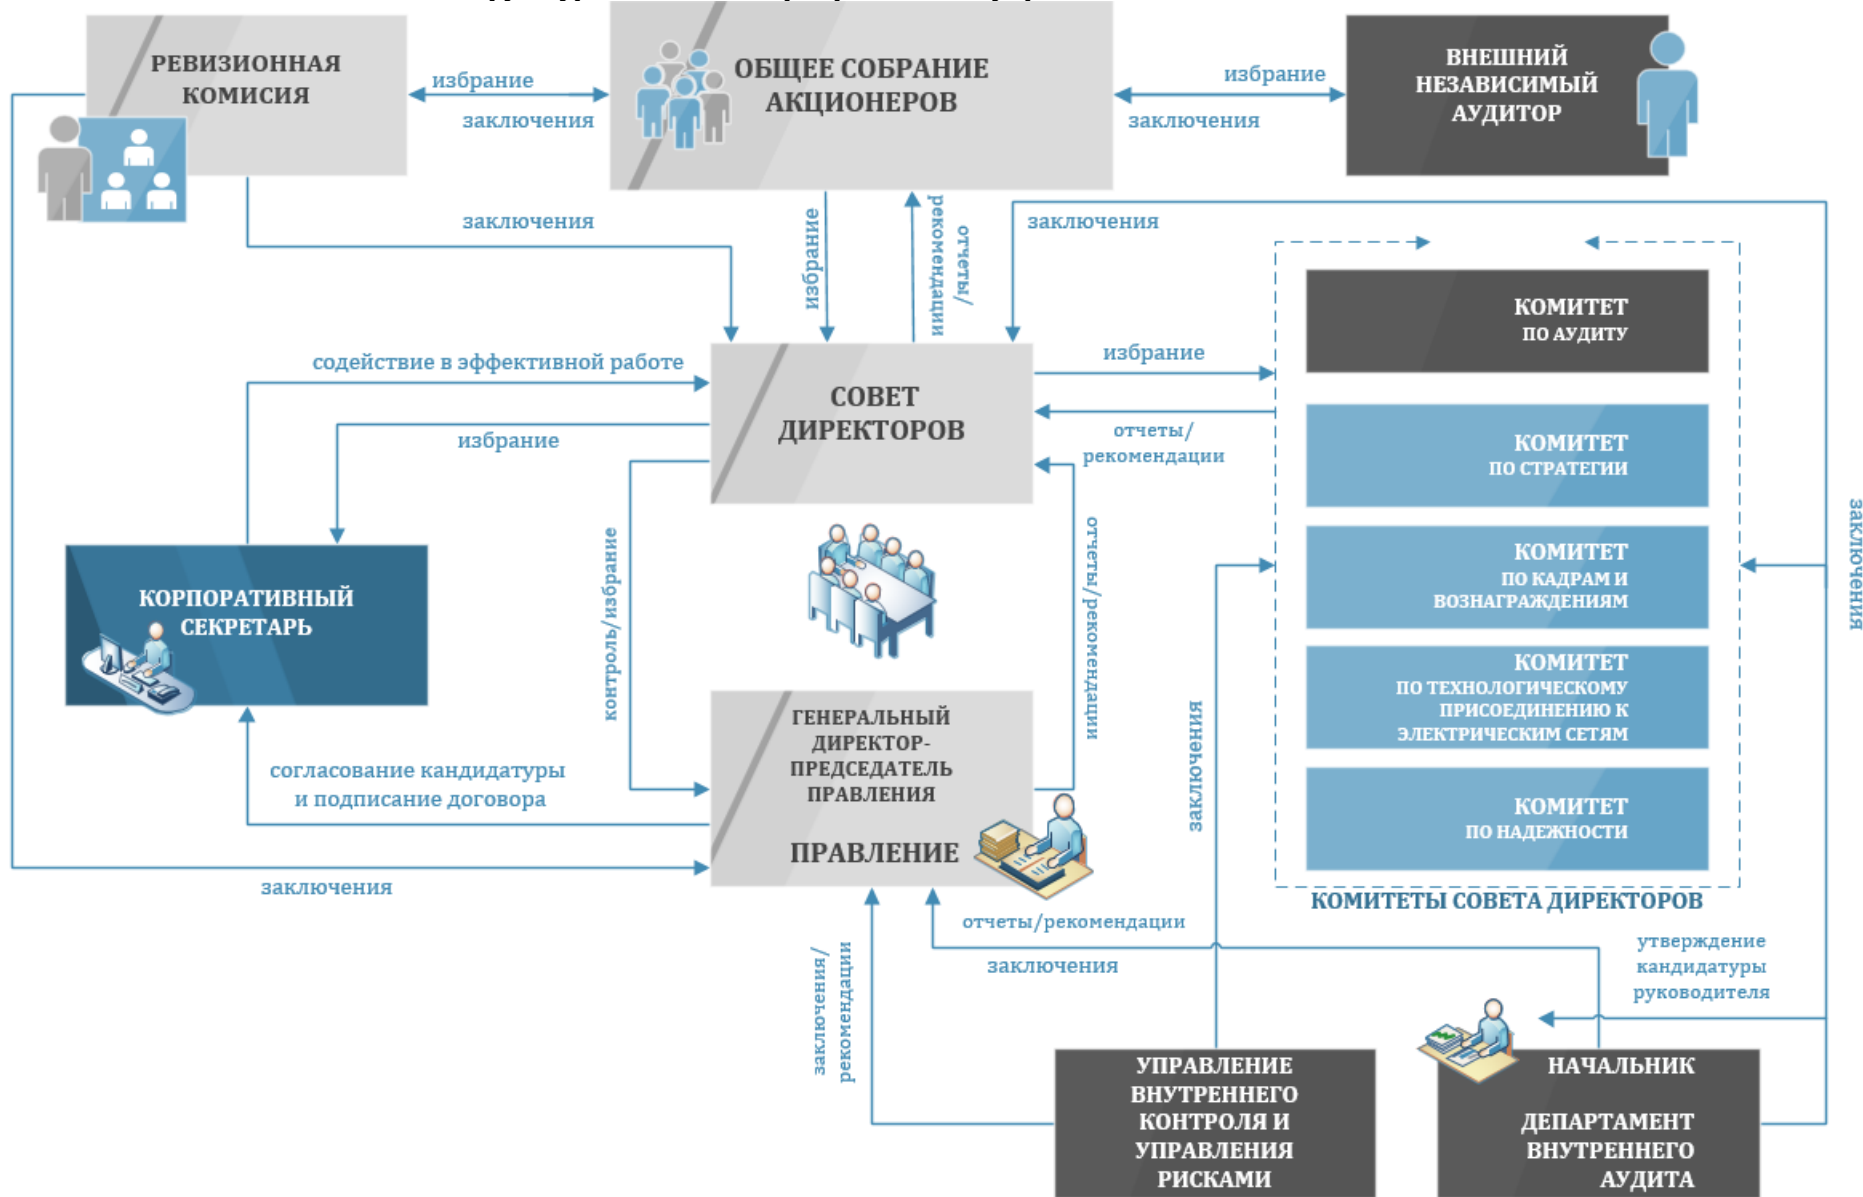 РЕВИЗИОННАЯ
КОМИСИЯ
избрание
заключения
ОБЩЕЕ СОБРАНИЕ
АКЦИОНЕРОВ
избрание
заключения
ВНЕШНИЙ
НЕЗАВИСИМЫЙ
АУДИТОР
заключения
избрание
отчеты/
рекомендации
заключения
содействие в эффективной работе
избрание
СОВЕТ
ДИРЕКТОРОВ
избрание
отчеты/
рекомендации
КОМИТЕТ
ПО АУДИТУ
КОМИТЕТ
ПО СТРАТЕГИИ
КОМИТЕТ
ПО КАДРАМ И
ВОЗНАГРАЖДЕНИЯМ
КОМИТЕТ
ПО ТЕХНОЛОГИЧЕСКОМУ
ПРИСОЕДИНЕНИЮ К
ЭЛЕКТРИЧЕСКИМ СЕТЯМ
КОМИТЕТ
ПО НАДЕЖНОСТИ
КОМИТЕТЫ СОВЕТА ДИРЕКТОРОВ
заключения
КОРПОРАТИВНЫЙ
СЕКРЕТАРЬ
контроль/избрание
отчеты/рекомендации
заключения
ГЕНЕРАЛЬНЫЙ
ДИРЕКТОР-
ПРЕДСЕДАТЕЛЬ
ПРАВЛЕНИЯ
ПРАВЛЕНИЕ
согласование кандидатуры
и подписание договора
заключения
отчеты/рекомендации
заключения
заключения/
рекомендации
утверждение
кандидатуры
руководителя
УПРАВЛЕНИЕ
ВНУТРЕННЕГО
КОНТРОЛЯ И
УПРАВЛЕНИЯ
РИСКАМИ
НАЧАЛЬНИК
ДЕПАРТАМЕНТ
ВНУТРЕННЕГО
АУДИТА